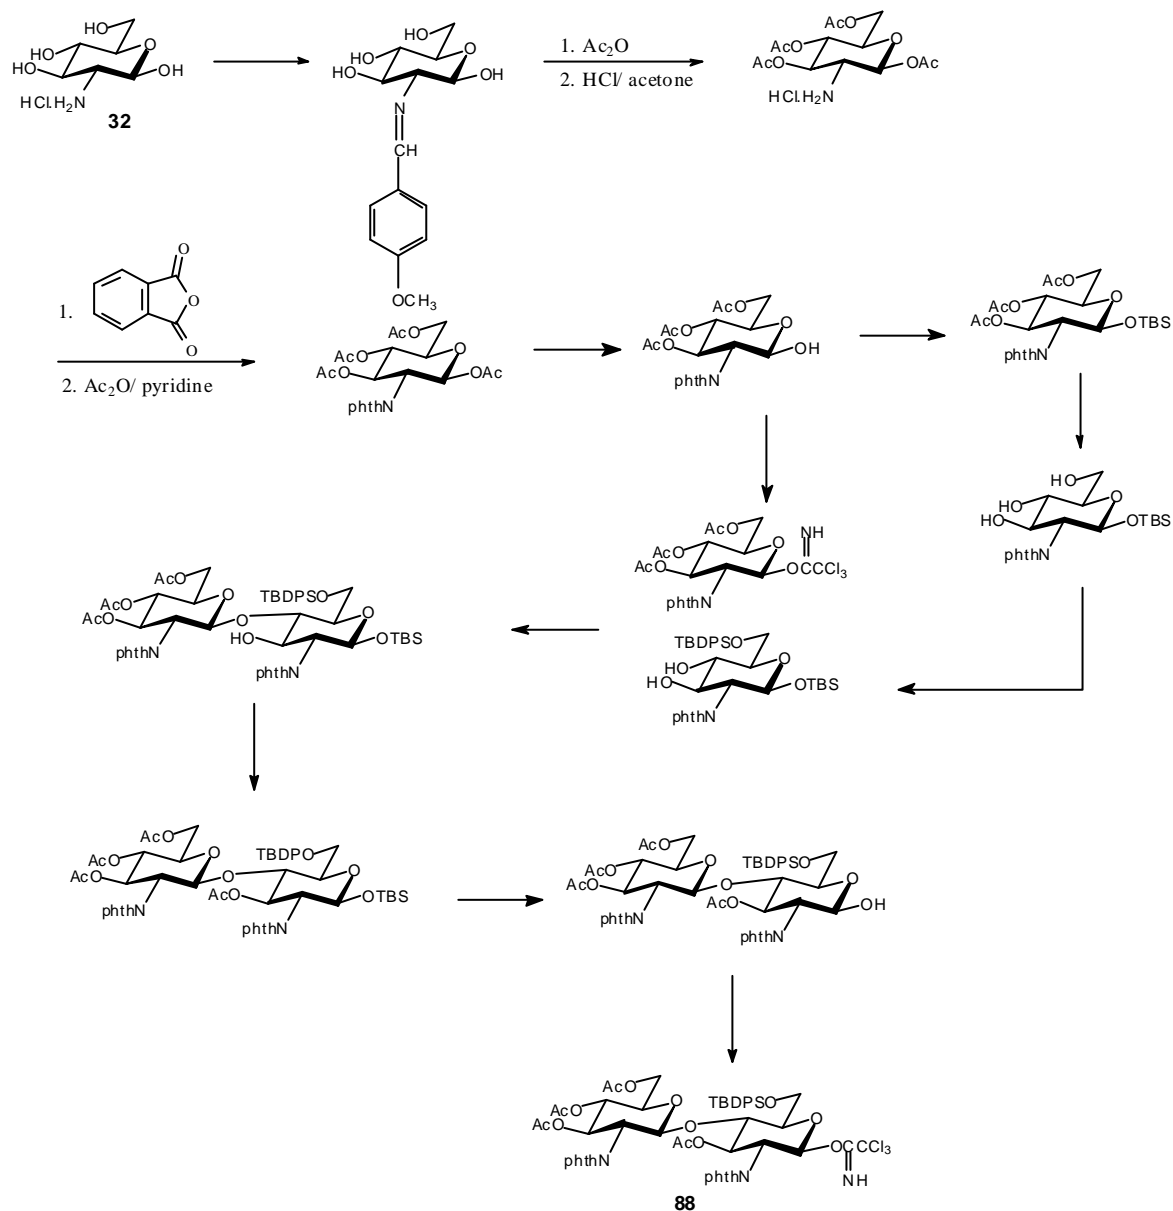 HO
HO
HO
O
OH
HCl.H2N
32
HO
HO
HO
O
OH
N
CH
OCH3
1. Ac2O
2. HCl/ acetone
AcO
AcO
AcO
O
OAc
HCl.H2N
1.
O
O
O
2. Ac2O/ pyridine
AcO
AcO
AcO
O
OAc
phthN
AcO
AcO
AcO
O
OH
phthN
AcO
AcO
AcO
O
OTBS
phthN
HO
HO
HO
O
OTBS
phthN
AcO
AcO
AcO
O
NH
OCCCl3
phthN
TBDPSO
HO
HO
O
OTBS
phthN
AcO
AcO
AcO
O
phthN
O
TBDPSO
HO
O
OTBS
phthN
AcO
AcO
AcO
O
phthN
O
TBDPO
AcO
O
OTBS
phthN
AcO
AcO
AcO
O
phthN
O
TBDPSO
AcO
O
OH
phthN
AcO
AcO
AcO
O
phthN
O
TBDPSO
AcO
O
OCCCl3
NH
phthN
88